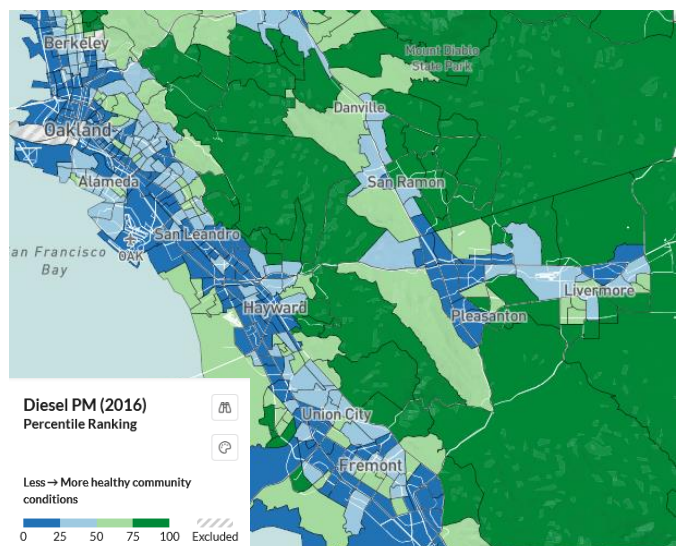 Berkeley
Mount Diablo
State Park
Danville
Oakland
Alameda
San Ramon
San Leandro
an Francisco
Bay
OAK
Livermore
Hayward
Pleasanton
Union City
Fremont
Diesel PM (2016)
Percentile Ranking
Less → More healthy community
conditions
0 25 50 75 100 Excluded